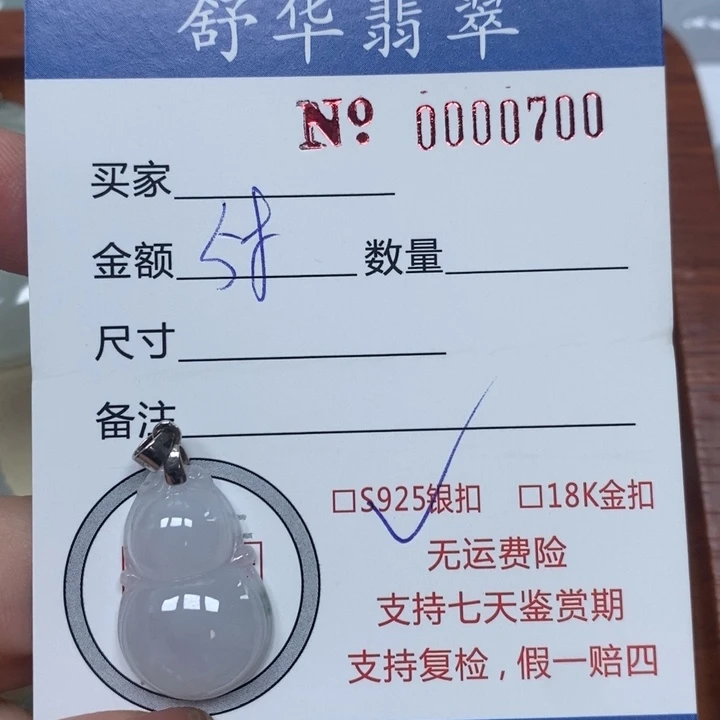 舒华翡翠
№ 0000700
买家
金额 数量
尺寸
备注
□S925银扣 □18K金扣
无运费险
支持七天鉴赏期
支持复检,假一赔四